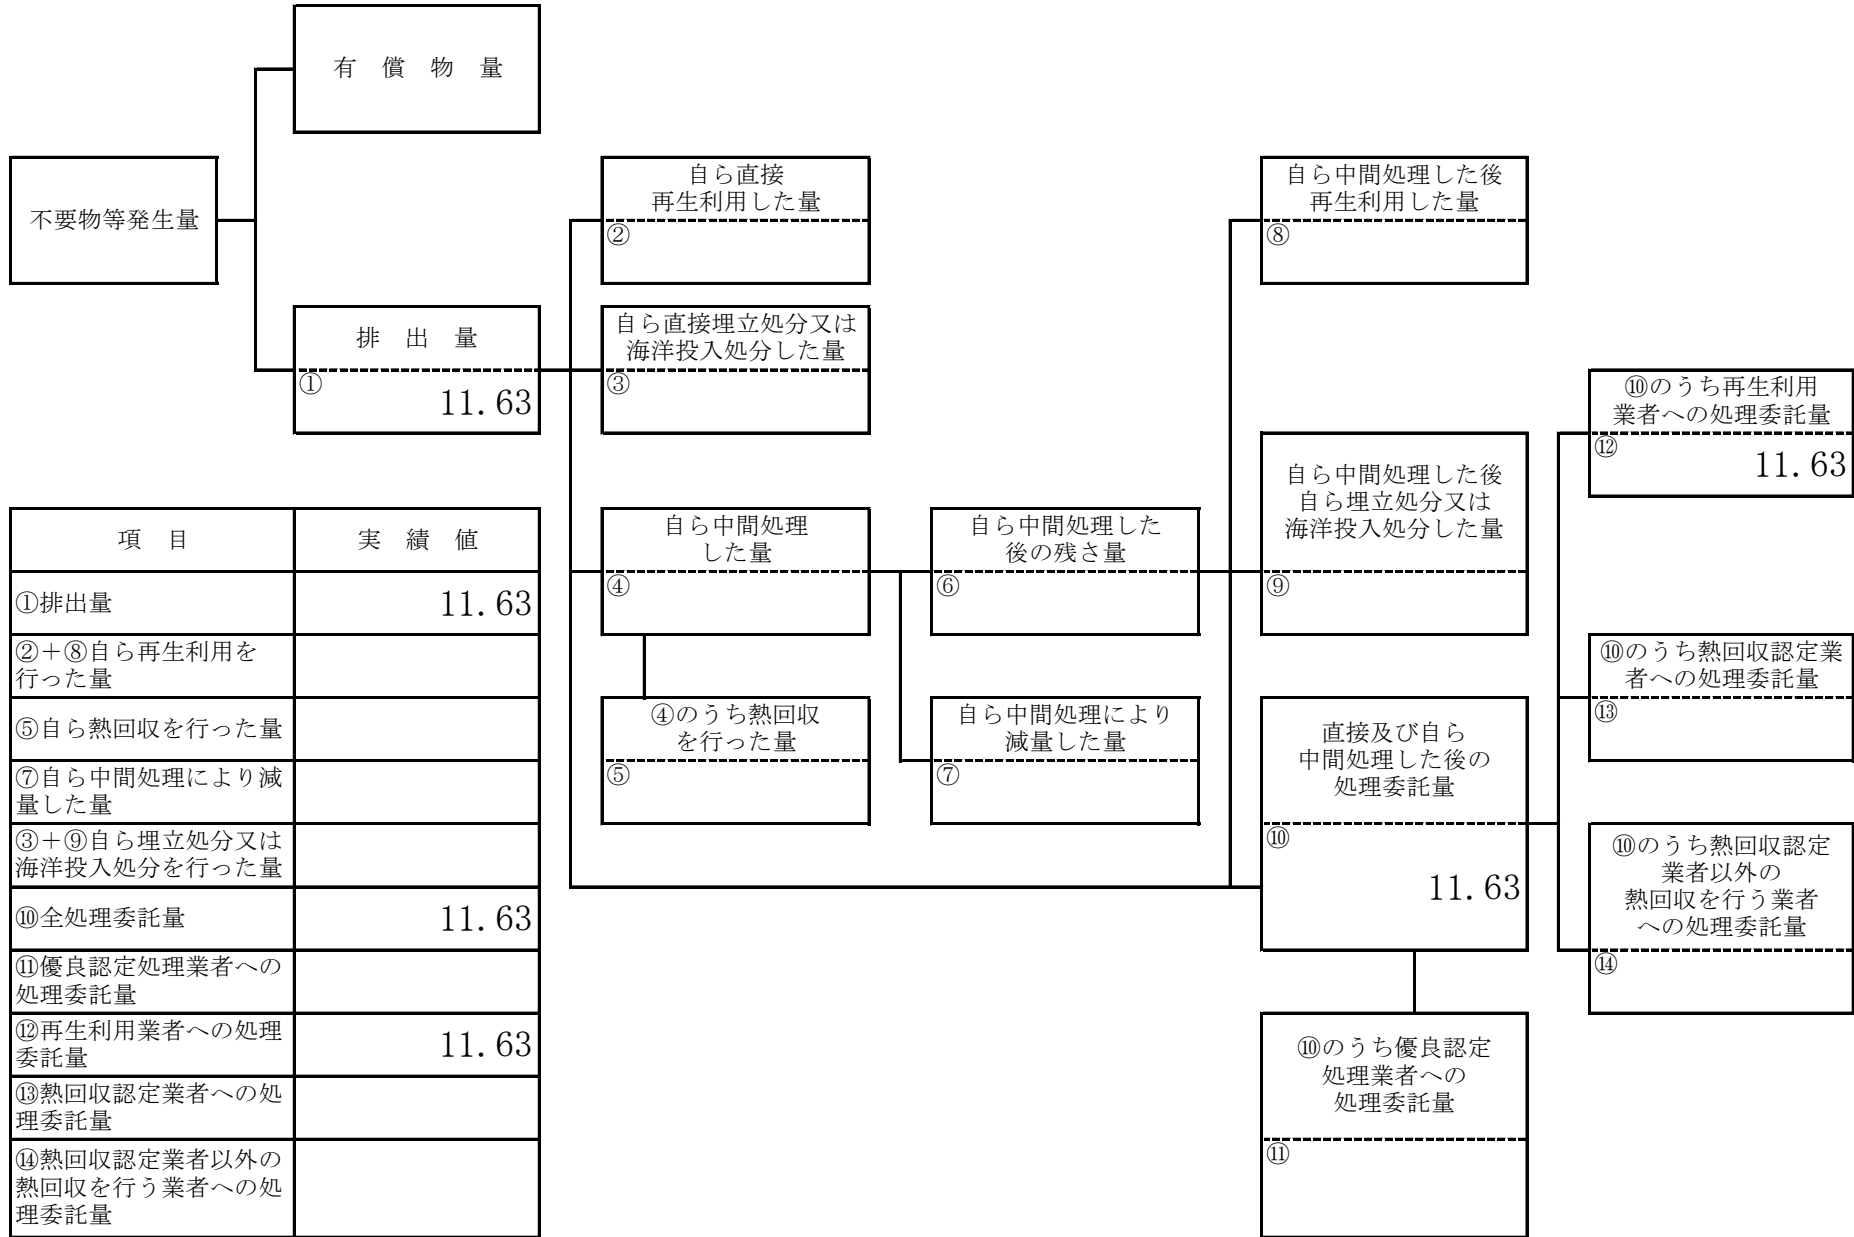 有　償　物　量
不要物等発生量
排　出　量
①
11.63
自ら直接
再生利用した量
②
自ら直接埋立処分又は
海洋投入処分した量
③
自ら中間処理
した量
④
④のうち熱回収
を行った量
⑤
自ら中間処理した
後の残さ量
⑥
自ら中間処理により
減量した量
⑦
自ら中間処理した後
再生利用した量
⑧
自ら中間処理した後
自ら埋立処分又は
海洋投入処分した量
⑨
直接及び自ら
中間処理した後の
処理委託量
⑩
11.63
⑩のうち優良認定
処理業者への
処理委託量
⑪
⑩のうち再生利用
業者への処理委託量
⑫
11.63
⑩のうち熱回収認定業
者への処理委託量
⑬
⑩のうち熱回収認定
業者以外の
熱回収を行う業者
への処理委託量
⑭
項　目　実　績　値
①排出量　11.63
②＋⑧自ら再生利用を
行った量
⑤自ら熱回収を行った量
⑦自ら中間処理により減
量した量
③＋⑨自ら埋立処分又は
海洋投入処分を行った量
⑩全処理委託量　11.63
⑪優良認定処理業者への
処理委託量
⑫再生利用業者への処理
委託量　11.63
⑬熱回収認定業者への処
理委託量
⑭熱回収認定業者以外の
熱回収を行う業者への処
理委託量